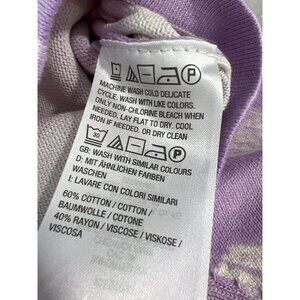 MACHINE WASH COLD DELICATE
CYCLE. WASH WITH LIKE COLORS.
ONLY NON-CHLORINE BLEACH WHEN
NEEDED. LAY FLAT TO DRY. COOL
IRON IF NEEDED. OR DRY CLEAN
30
P
GB: WASH WITH SIMILAR COLOURS
D: MIT ÄHNLICHEN FARBEN
WASCHEN
I: LAVARE CON COLORI SIMILARI
60% COTTON / COTTON /
BAUMWOLLE / COTONE
40% RAYON / VISCOSE / VISKOSE /
VISCOSA